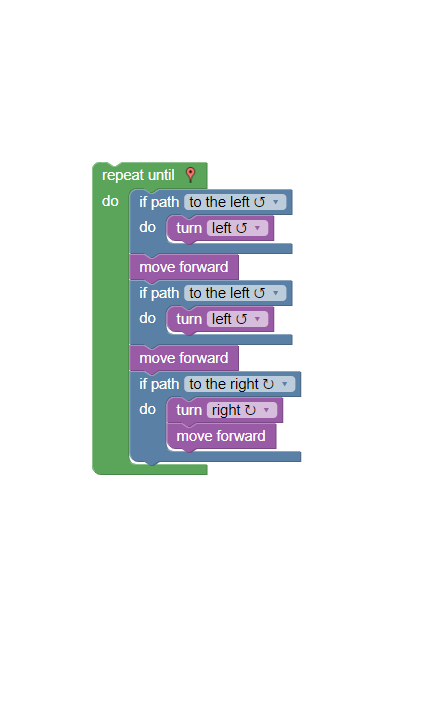 repeat until
do if path to the left ↺ ▾
do turn left ↺ ▾
move forward
if path to the left ↺ ▾
do turn left ↺ ▾
move forward
if path to the right ↻ ▾
do turn right ↻ ▾
move forward